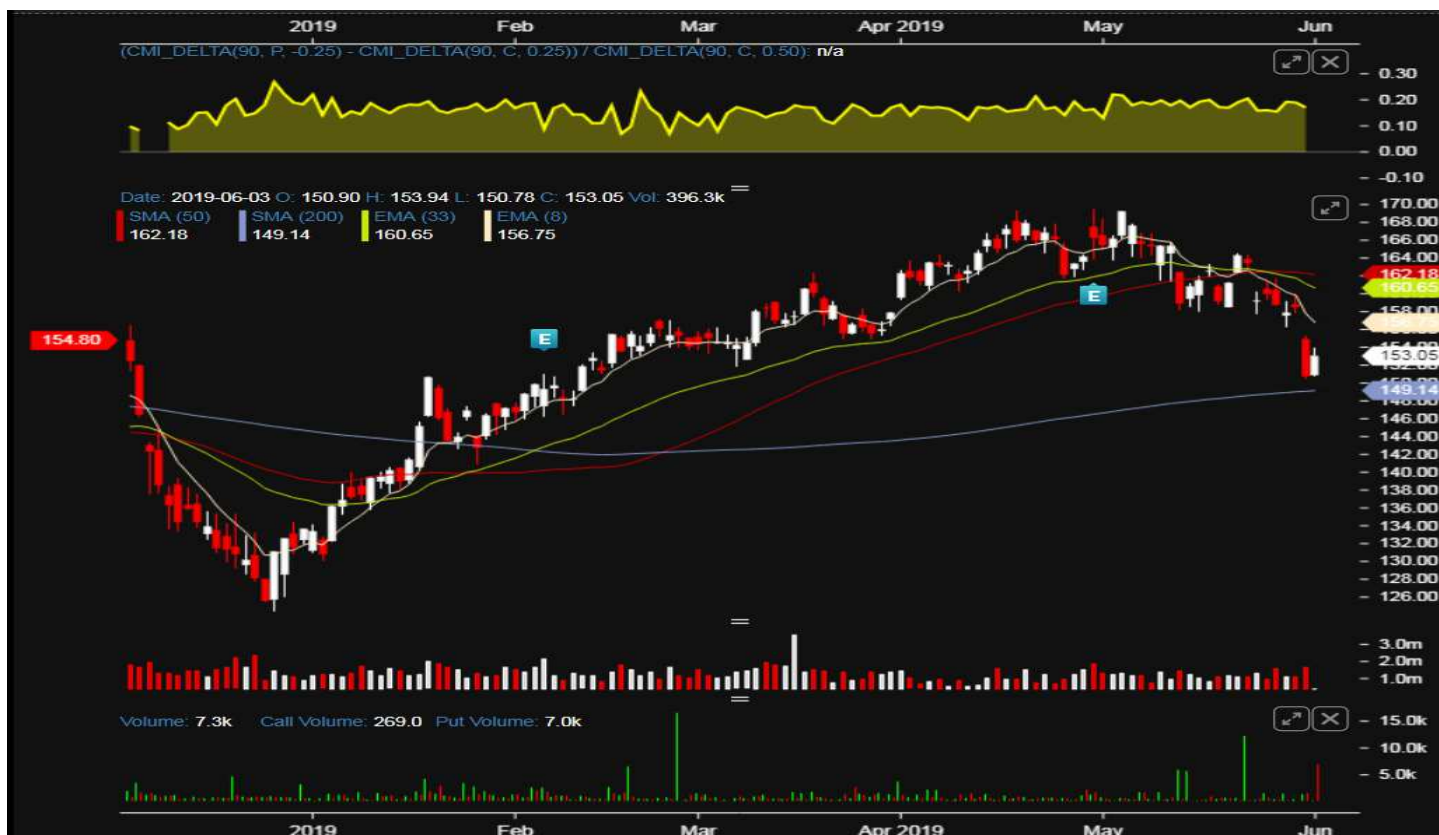 2019 Feb Mar Apr 2019 May Jun
(CMI_DELTA(90, P, -0.25) - CMI_DELTA(90, C, 0.25)) / CMI_DELTA(90, C, 0.50): n/a
- 0.30
- 0.20
- 0.10
- 0.00
- -0.10
Date: 2019-06-03 O: 150.90 H: 153.94 L: 150.78 C: 153.05 Vol: 396.3k
SMA (50) SMA (200) EMA (33) EMA (8)
162.18 149.14 160.65 156.75
- 170.00
- 168.00
- 166.00
- 164.00
162.18
160.65
- 158.00
E
E
154.80
153.05
149.14
- 146.00
- 144.00
- 142.00
- 140.00
- 138.00
- 136.00
- 134.00
- 132.00
- 130.00
- 128.00
- 126.00
- 3.0m
- 2.0m
- 1.0m
Volume: 7.3k Call Volume: 269.0 Put Volume: 7.0k
- 15.0k
- 10.0k
- 5.0k
2019 Feb Mar Apr 2019 May Jun